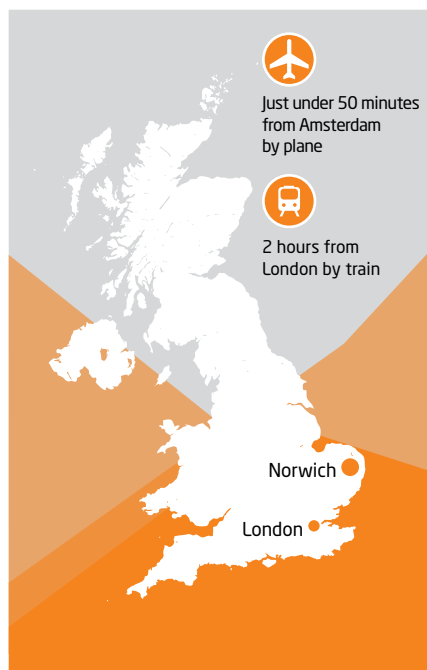 Just under 50 minutes
from Amsterdam
by plane
2 hours from
London by train
Norwich
London